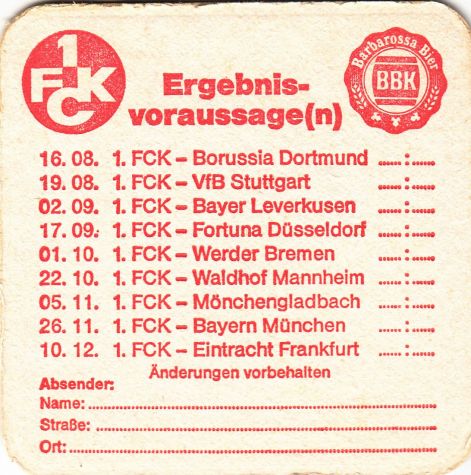 1
FCK
Barbarossa Bier
BBK
Ergebnis-
voraussage(n)
16. 08. 1. FCK – Borussia Dortmund ......:......
19. 08. 1. FCK – VfB Stuttgart ......:......
02. 09. 1. FCK – Bayer Leverkusen ......:......
17. 09. 1. FCK – Fortuna Düsseldorf ......:......
01. 10. 1. FCK – Werder Bremen ......:......
22. 10. 1. FCK – Waldhof Mannheim ......:......
05. 11. 1. FCK – Mönchengladbach ......:......
26. 11. 1. FCK – Bayern München ......:......
10. 12. 1. FCK – Eintracht Frankfurt ......:......
Änderungen vorbehalten
Absender:
Name:
Straße:
Ort: